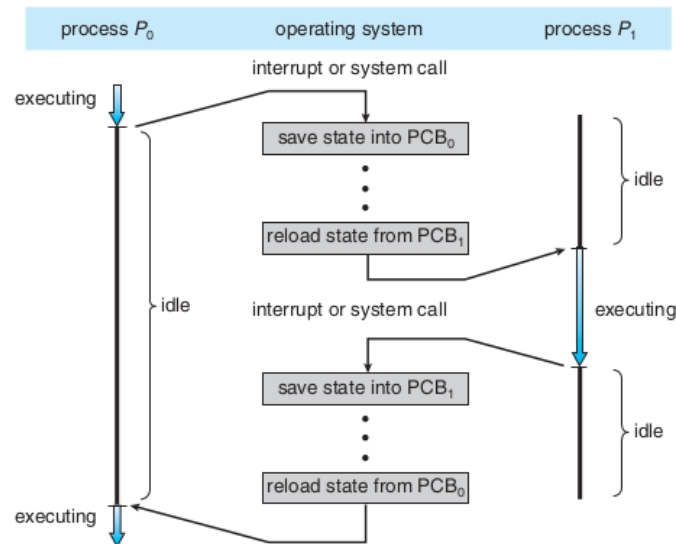 process P₀ operating system process P₁
interrupt or system call
executing
save state into PCB₀
idle
reload state from PCB₁
idle
interrupt or system call
executing
save state into PCB₁
idle
reload state from PCB₀
executing